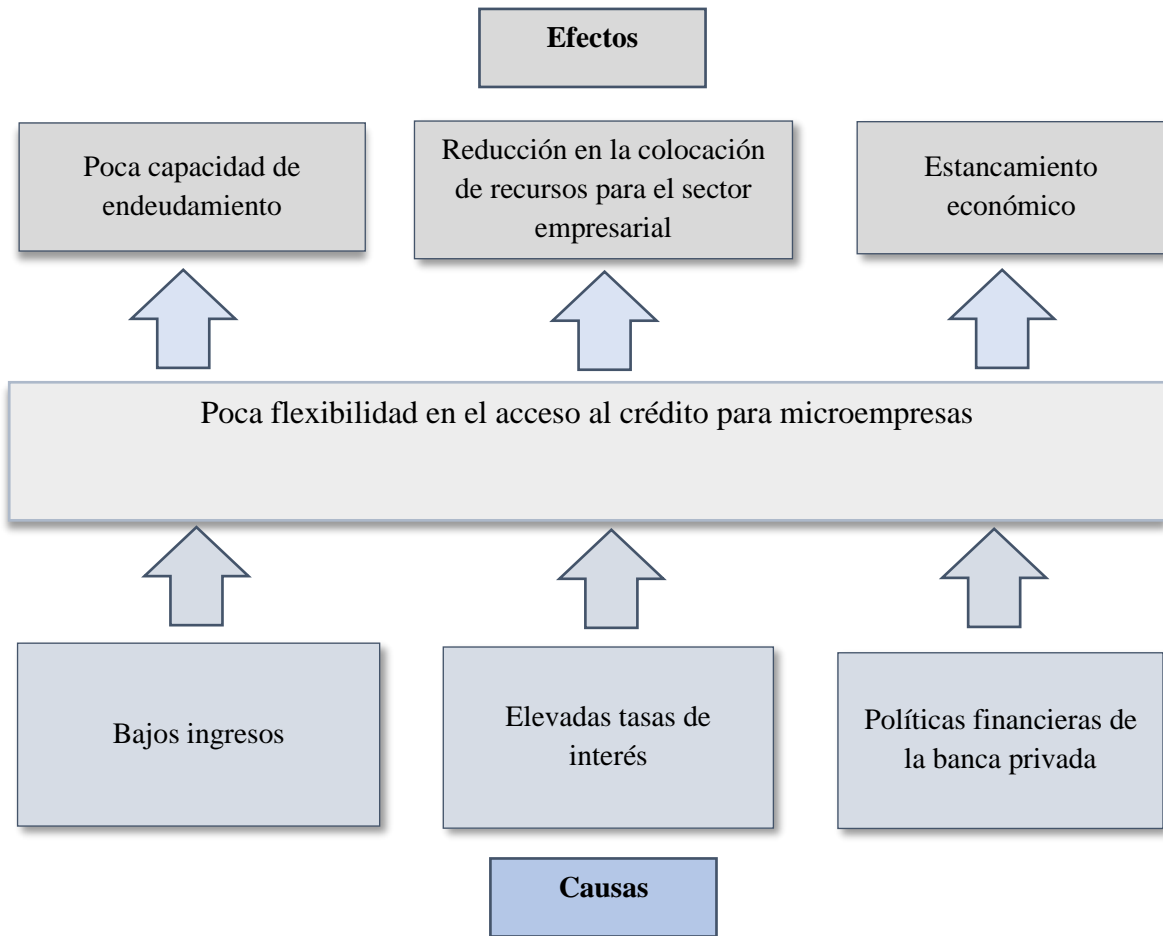 Efectos
Poca capacidad de
endeudamiento
Reducción en la colocación
de recursos para el sector
empresarial
Estancamiento
económico
Poca flexibilidad en el acceso al crédito para microempresas
Bajos ingresos
Elevadas tasas de
interés
Políticas financieras de
la banca privada
Causas